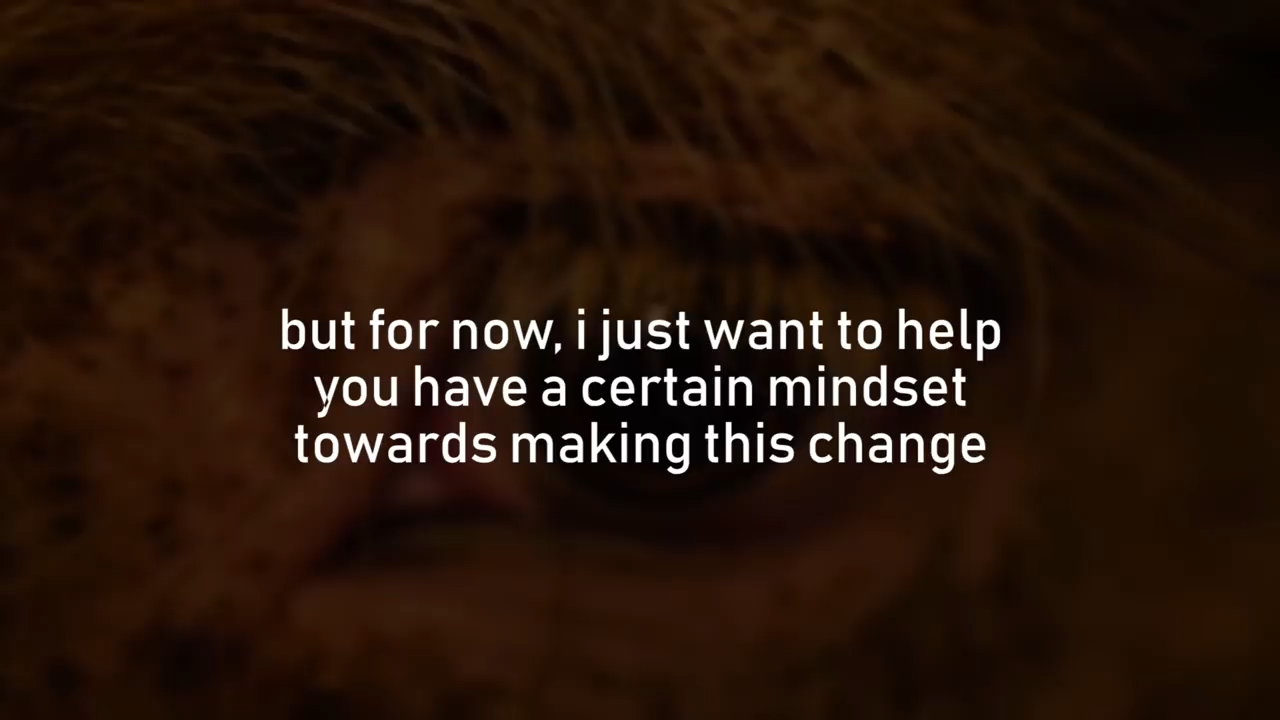 but for now, i just want to help
you have a certain mindset
towards making this change